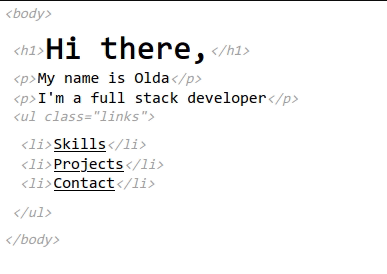 <body>
<h1>Hi there,</h1>
<p>My name is Olda</p>
<p>I'm a full stack developer</p>
<ul class="links">
<li>Skills</li>
<li>Projects</li>
<li>Contact</li>
</ul>
</body>